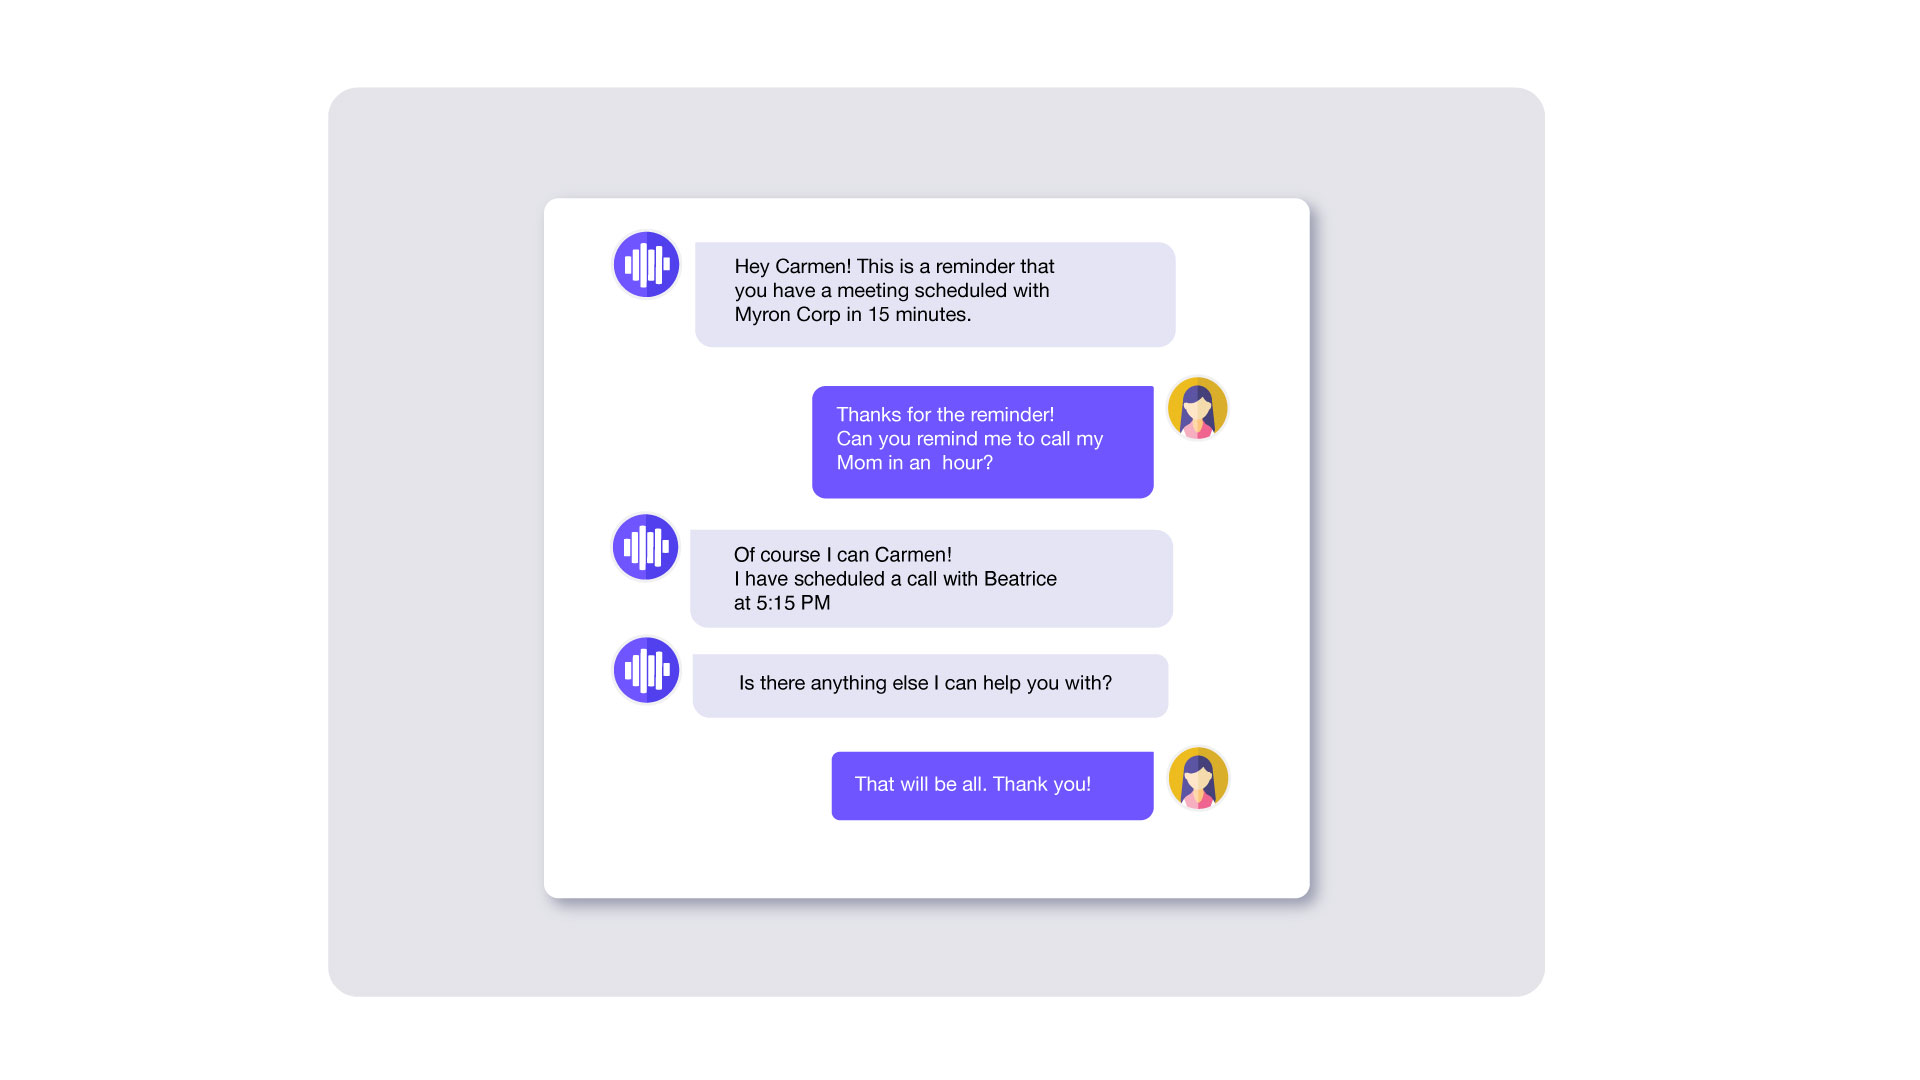 Hey Carmen! This is a reminder that
you have a meeting scheduled with
Myron Corp in 15 minutes.
Thanks for the reminder!
Can you remind me to call my
Mom in an  hour?
Of course I can Carmen!
I have scheduled a call with Beatrice
at 5:15 PM
Is there anything else I can help you with?
That will be all. Thank you!